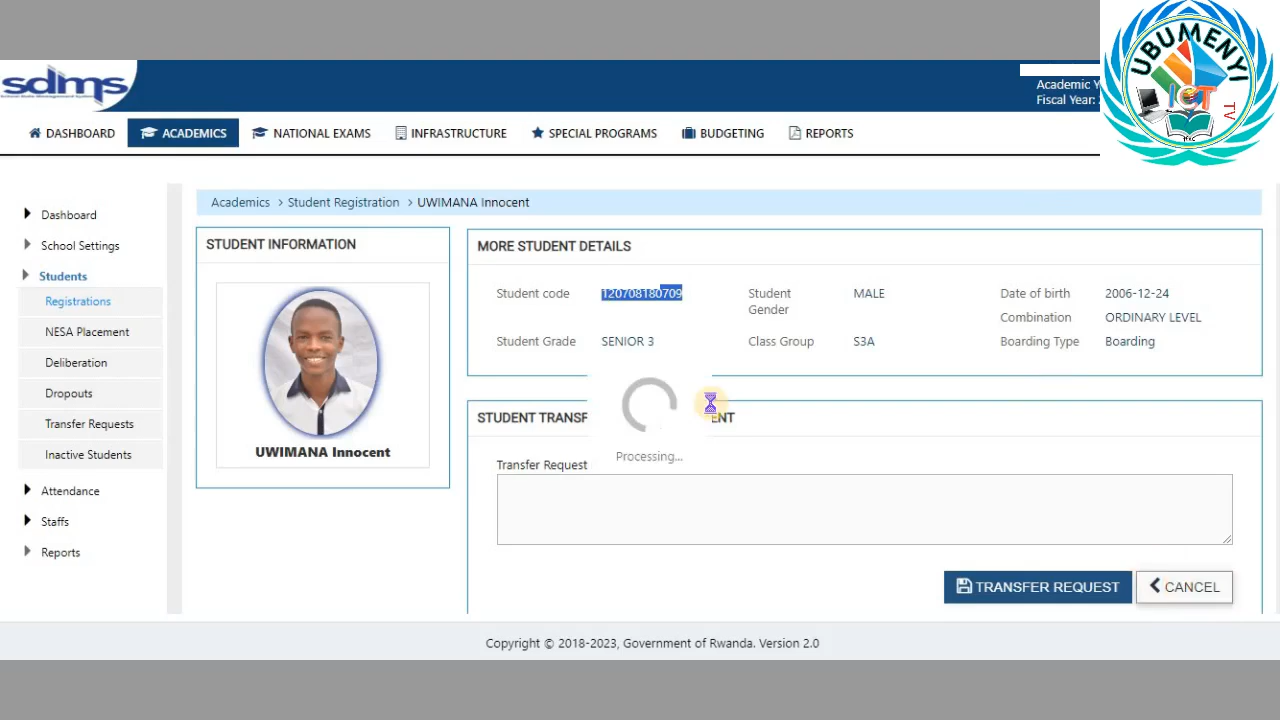 UBUMENYI
ICT
TV
sdms
Academic Y
Fiscal Year:
DASHBOARD
ACADEMICS
NATIONAL EXAMS
INFRASTRUCTURE
SPECIAL PROGRAMS
BUDGETING
REPORTS
Dashboard
School Settings
Students
Registrations
NESA Placement
Deliberation
Dropouts
Transfer Requests
Inactive Students
Attendance
Staffs
Reports
Academics > Student Registration > UWIMANA Innocent
STUDENT INFORMATION
UWIMANA Innocent
MORE STUDENT DETAILS
Student code 120708180709
Student Gender MALE
Date of birth 2006-12-24
Combination ORDINARY LEVEL
Student Grade SENIOR 3
Class Group S3A
Boarding Type Boarding
STUDENT TRANSF ENT
Processing...
Transfer Request
TRANSFER REQUEST
CANCEL
Copyright © 2018-2023, Government of Rwanda. Version 2.0